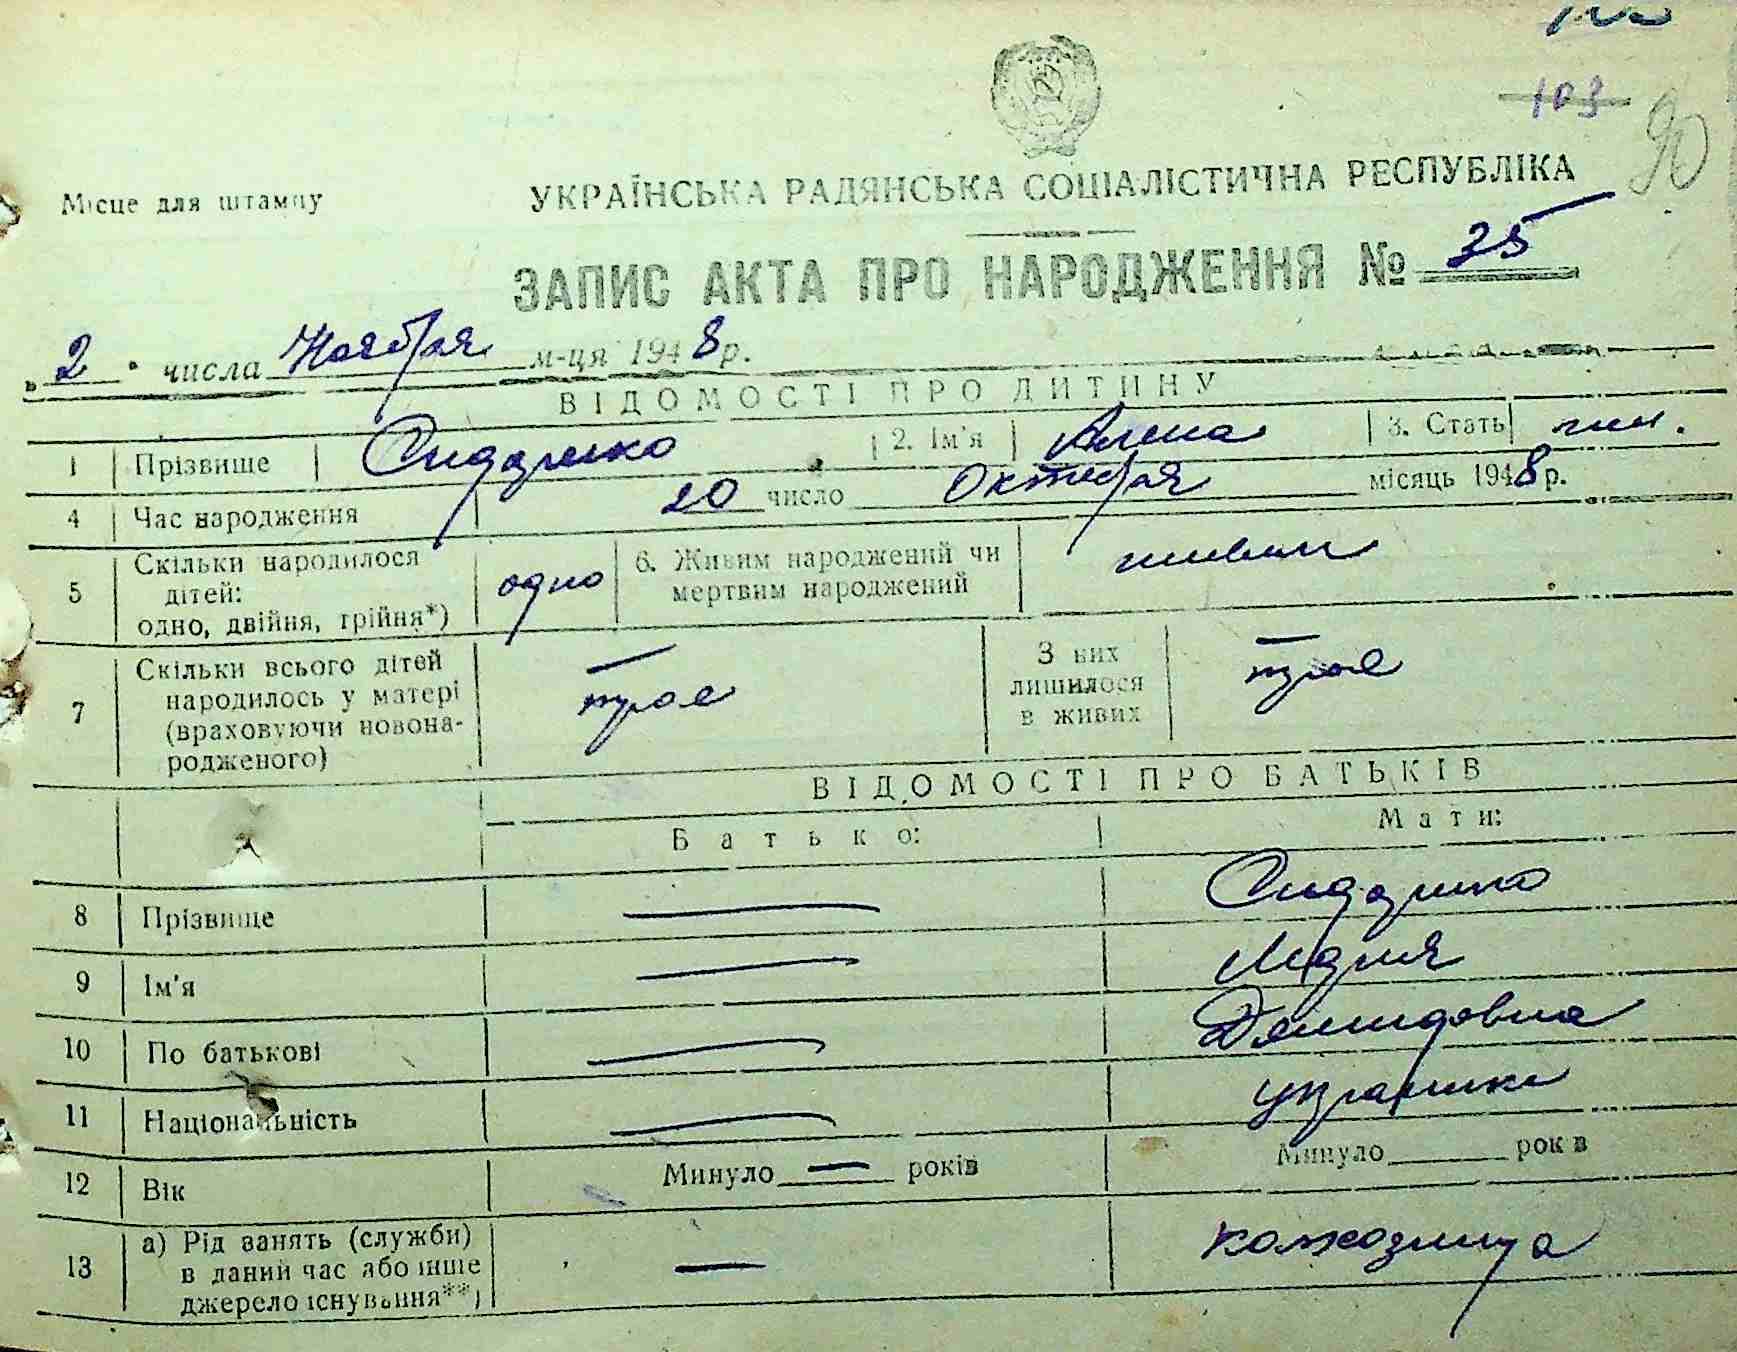 103
90
Місце для штампу
УКРАЇНСЬКА РАДЯНСЬКА СОЦІАЛІСТИЧНА РЕСПУБЛІКА
ЗАПИС АКТА ПРО НАРОДЖЕННЯ № 35
„2" числа Ноября м-ця 1948 р.
ВІДОМОСТІ ПРО ДИТИНУ
1 Прізвище 2. Ім'я 3. Стать
4 Час народження 20 число Октября місяць 1948 р.
5 Скільки народилося дітей: одно, двійня, трійня*) одно 6. Живим народжений чи мертвим народжений живым
7 Скільки всього дітей народилось у матері (враховуючи новонародженого) трое З них лишилося в живих трое
ВІДОМОСТІ ПРО БАТЬКІВ
Батько: Мати:
8 Прізвище —
9 Ім'я — Мария
10 По батькові — Демидовна
11 Національність — украинка
12 Вік Минуло — років Минуло ____ років
13 а) Рід занять (служби) в даний час або інше джерело існування**) — колхозница